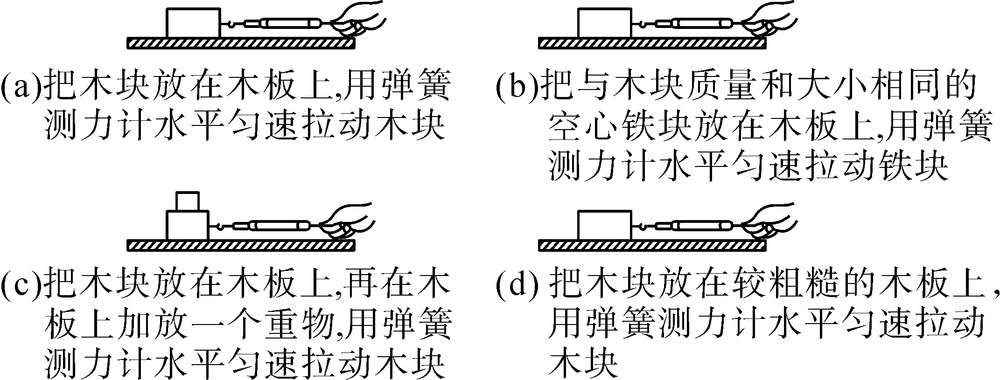 (a)把木块放在木板上,用弹簧
测力计水平匀速拉动木块
(b)把与木块质量和大小相同的
空心铁块放在木板上,用弹簧
测力计水平匀速拉动铁块
(c)把木块放在木板上,再在木
板上加放一个重物,用弹簧
测力计水平匀速拉动木块
(d)把木块放在较粗糙的木板上,
用弹簧测力计水平匀速拉动
木块